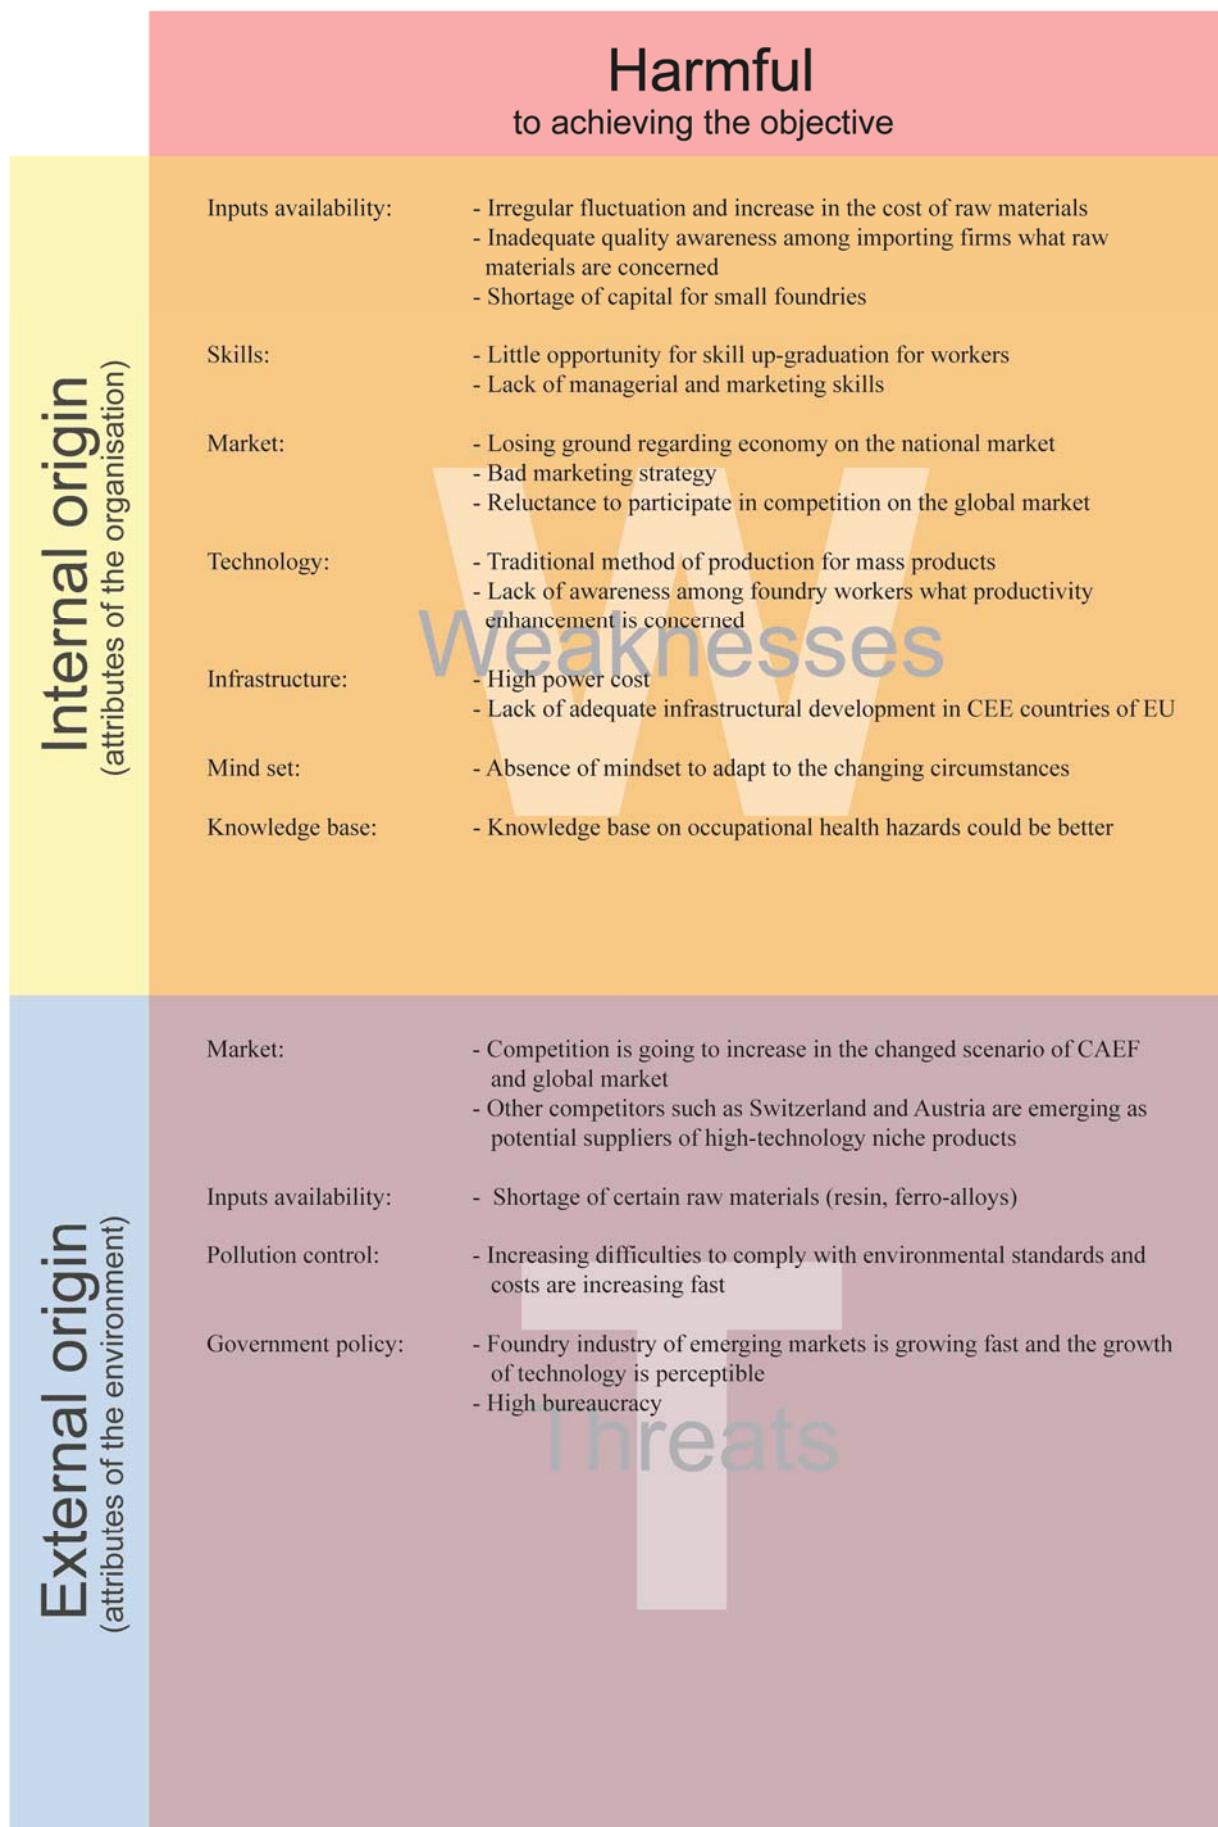 Harmful
to achieving the objective
Internal origin
(attributes of the organisation)
W
Weaknesses
Inputs availability: - Irregular fluctuation and increase in the cost of raw materials
- Inadequate quality awareness among importing firms what raw
materials are concerned
- Shortage of capital for small foundries
Skills: - Little opportunity for skill up-graduation for workers
- Lack of managerial and marketing skills
Market: - Losing ground regarding economy on the national market
- Bad marketing strategy
- Reluctance to participate in competition on the global market
Technology: - Traditional method of production for mass products
- Lack of awareness among foundry workers what productivity
enhancement is concerned
Infrastructure: - High power cost
- Lack of adequate infrastructural development in CEE countries of EU
Mind set: - Absence of mindset to adapt to the changing circumstances
Knowledge base: - Knowledge base on occupational health hazards could be better
External origin
(attributes of the environment)
T
Threats
Market: - Competition is going to increase in the changed scenario of CAEF
and global market
- Other competitors such as Switzerland and Austria are emerging as
potential suppliers of high-technology niche products
Inputs availability: - Shortage of certain raw materials (resin, ferro-alloys)
Pollution control: - Increasing difficulties to comply with environmental standards and
costs are increasing fast
Government policy: - Foundry industry of emerging markets is growing fast and the growth
of technology is perceptible
- High bureaucracy